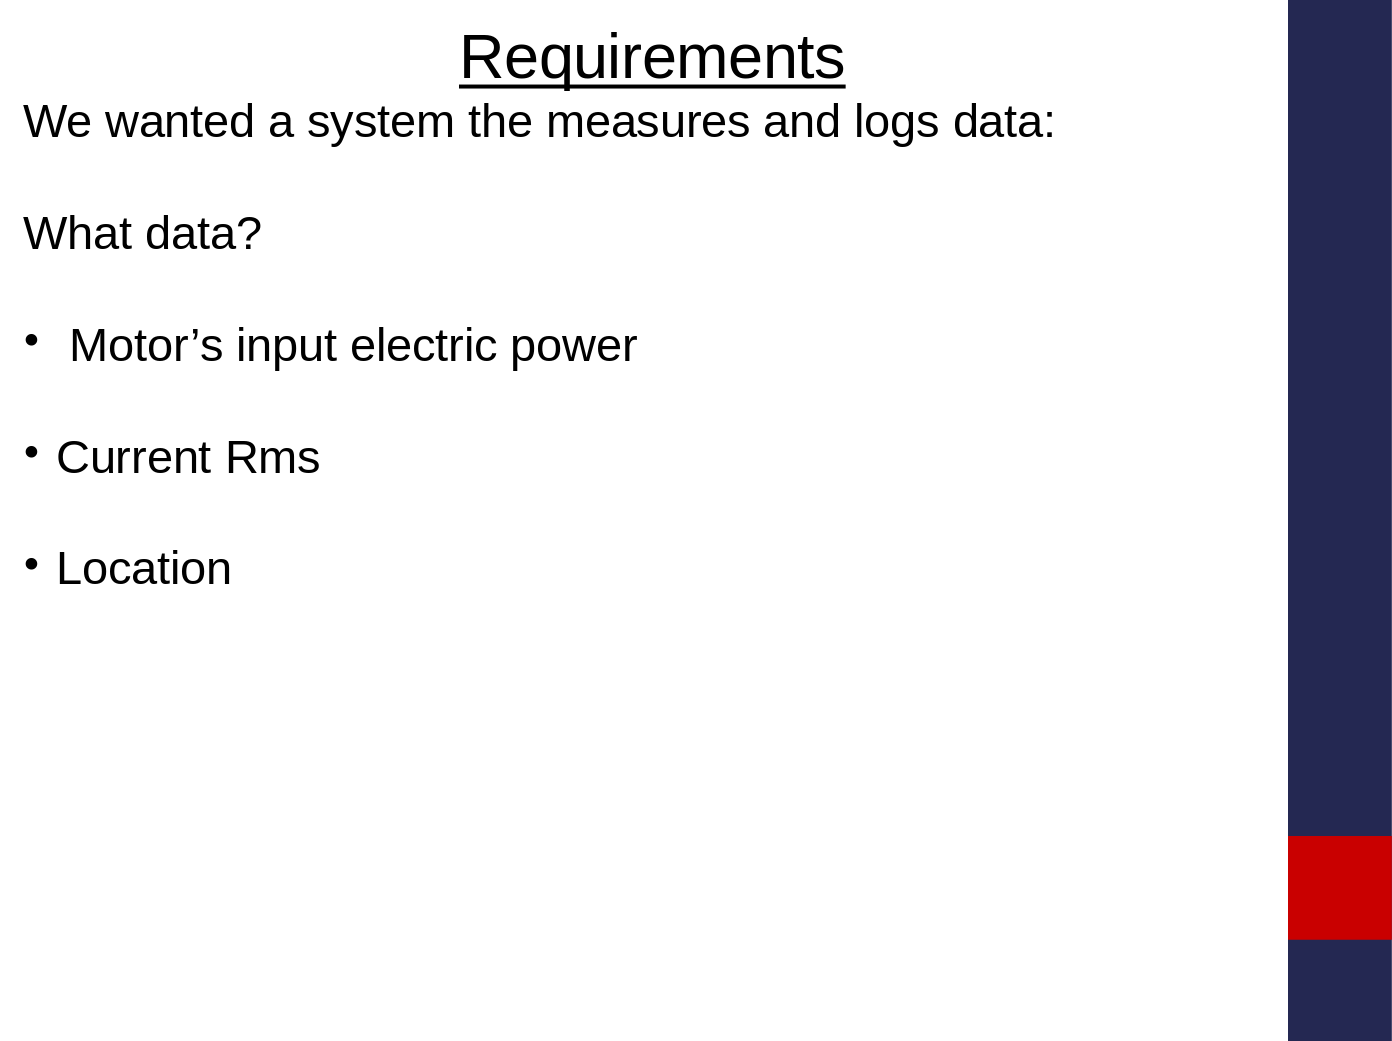 Requirements
We wanted a system the measures and logs data:
What data?
• Motor’s input electric power
• Current Rms
• Location